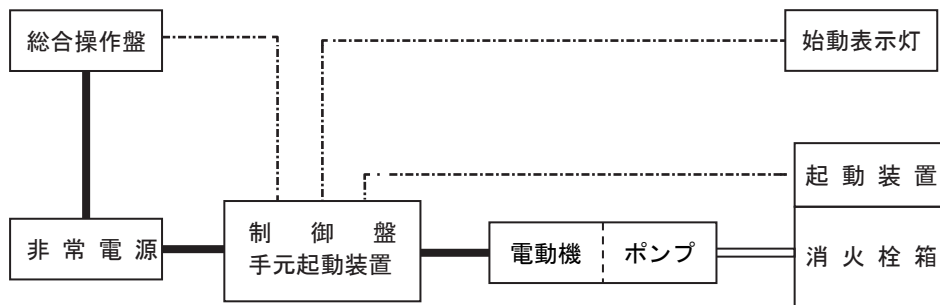 総合操作盤
始動表示灯
起動装置
非常電源
制御盤
手元起動装置
電動機
ポンプ
消火栓箱